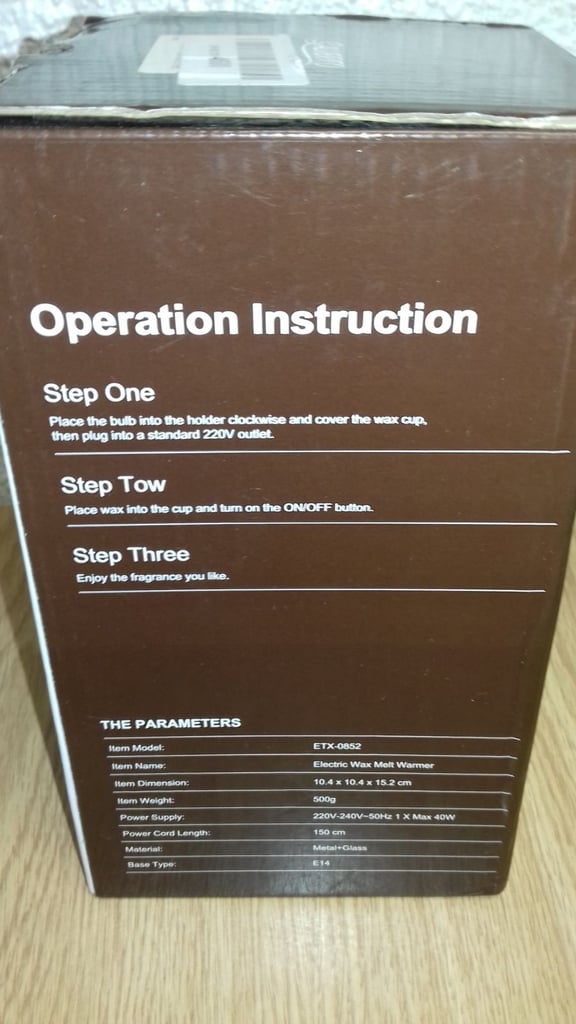 Operation Instruction
Step One
Place the bulb into the holder clockwise and cover the wax cup,
then plug into a standard 220V outlet.
Step Tow
Place wax into the cup and turn on the ON/OFF button.
Step Three
Enjoy the fragrance you like.
THE PARAMETERS
Item Model: ETX-0852
Item Name: Electric Wax Melt Warmer
Item Dimension: 10.4 x 10.4 x 15.2 cm
Item Weight: 500g
Power Supply: 220V-240V~50Hz 1 X Max 40W
Power Cord Length: 150 cm
Material: Metal+Glass
Base Type: E14